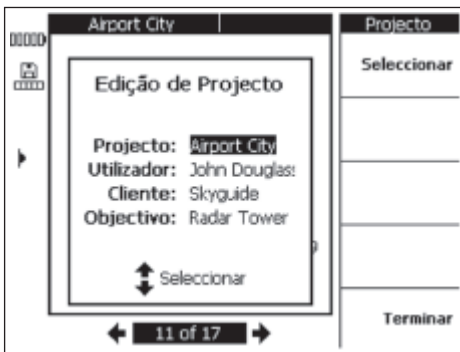 Airport City
Projecto
Seleccionar
Edição de Projecto
Projecto: Airport City
Utilizador: John Douglas
Cliente: Skyguide
Objectivo: Radar Tower
Seleccionar
11 of 17
Terminar